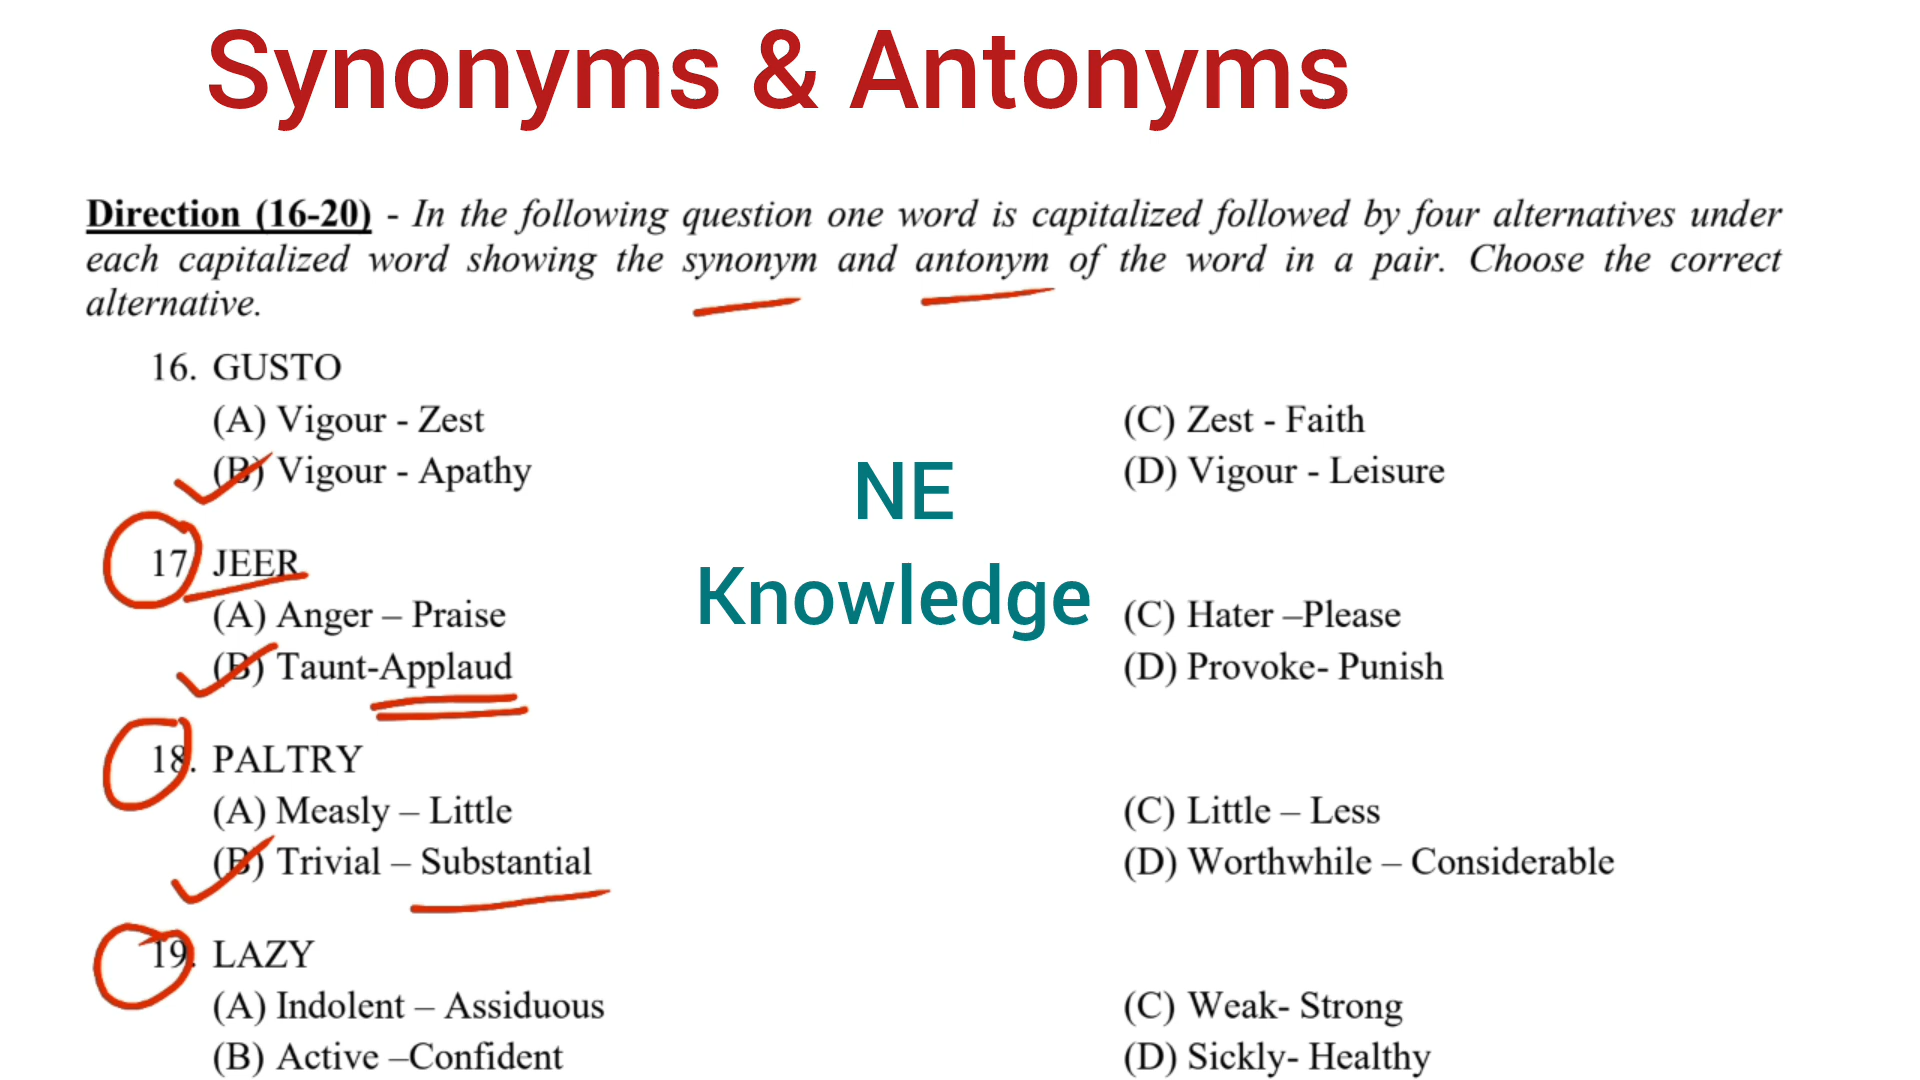 Synonyms & Antonyms
Direction (16-20) - In the following question one word is capitalized followed by four alternatives under
each capitalized word showing the synonym and antonym of the word in a pair. Choose the correct
alternative.
16. GUSTO
(A) Vigour - Zest
(C) Zest - Faith
(B) Vigour - Apathy
(D) Vigour - Leisure
NE
Knowledge
17. JEER
(A) Anger – Praise
(C) Hater –Please
(B) Taunt-Applaud
(D) Provoke- Punish
18. PALTRY
(A) Measly – Little
(C) Little – Less
(B) Trivial – Substantial
(D) Worthwhile – Considerable
19. LAZY
(A) Indolent – Assiduous
(C) Weak- Strong
(B) Active –Confident
(D) Sickly- Healthy